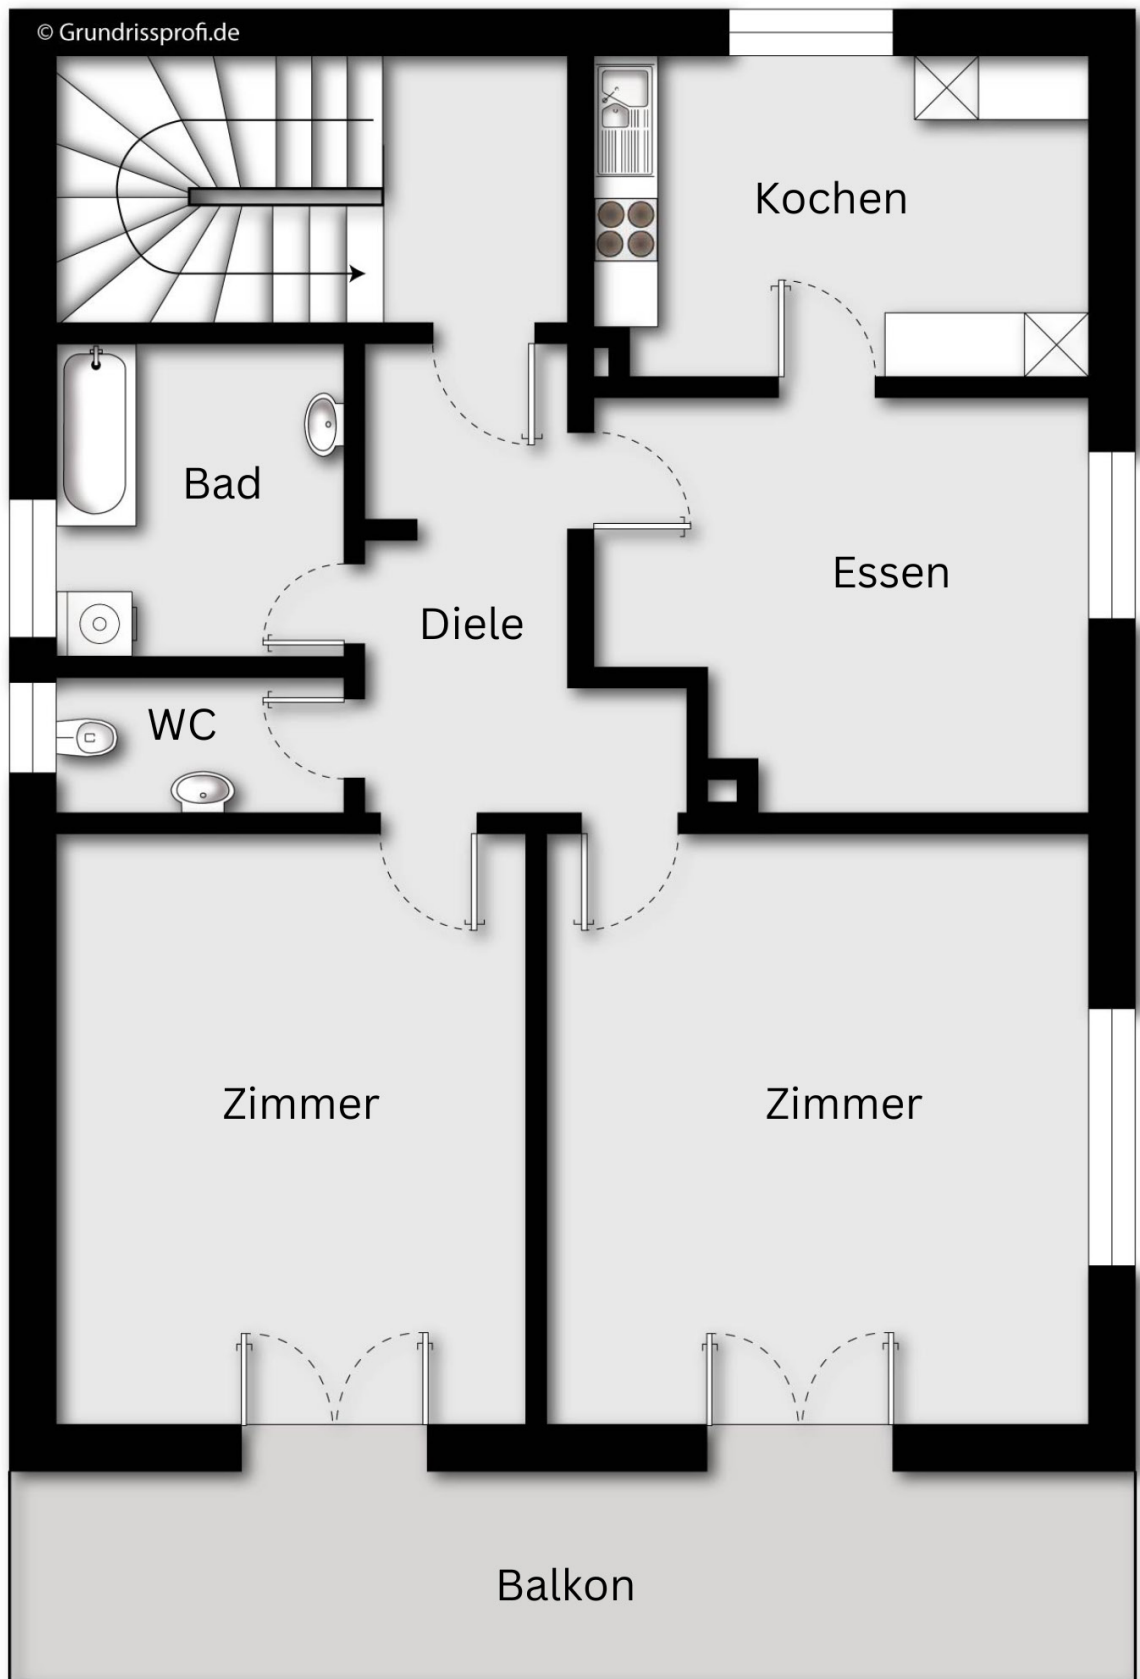 © Grundrissprofi.de
Kochen
Bad
Essen
Diele
WC
Zimmer
Zimmer
Balkon